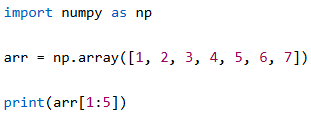 import numpy as np
arr = np.array([1, 2, 3, 4, 5, 6, 7])
print(arr[1:5])